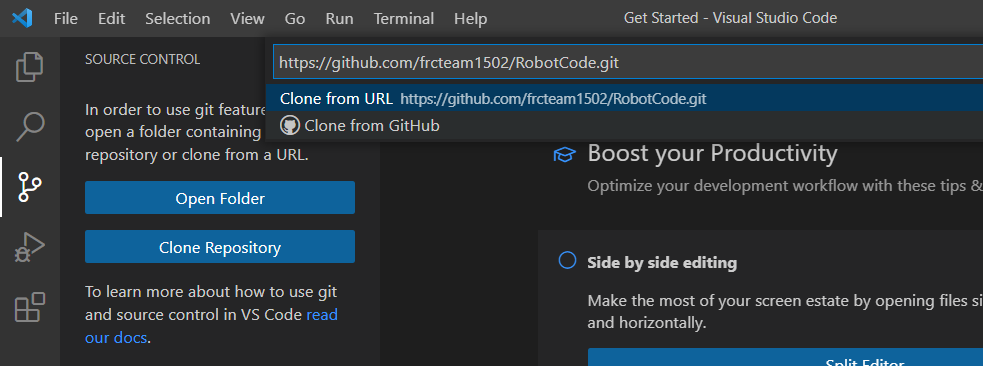 File Edit Selection View Go Run Terminal Help Get Started - Visual Studio Code
SOURCE CONTROL
https://github.com/frcteam1502/RobotCode.git
Clone from URL https://github.com/frcteam1502/RobotCode.git
Clone from GitHub
In order to use git feature
open a folder containing
repository or clone from a URL.
Open Folder
Clone Repository
To learn more about how to use git
and source control in VS Code read
our docs.
Boost your Productivity
Optimize your development workflow with these tips &
Side by side editing
Make the most of your screen estate by opening files si
and horizontally.
Split Editor